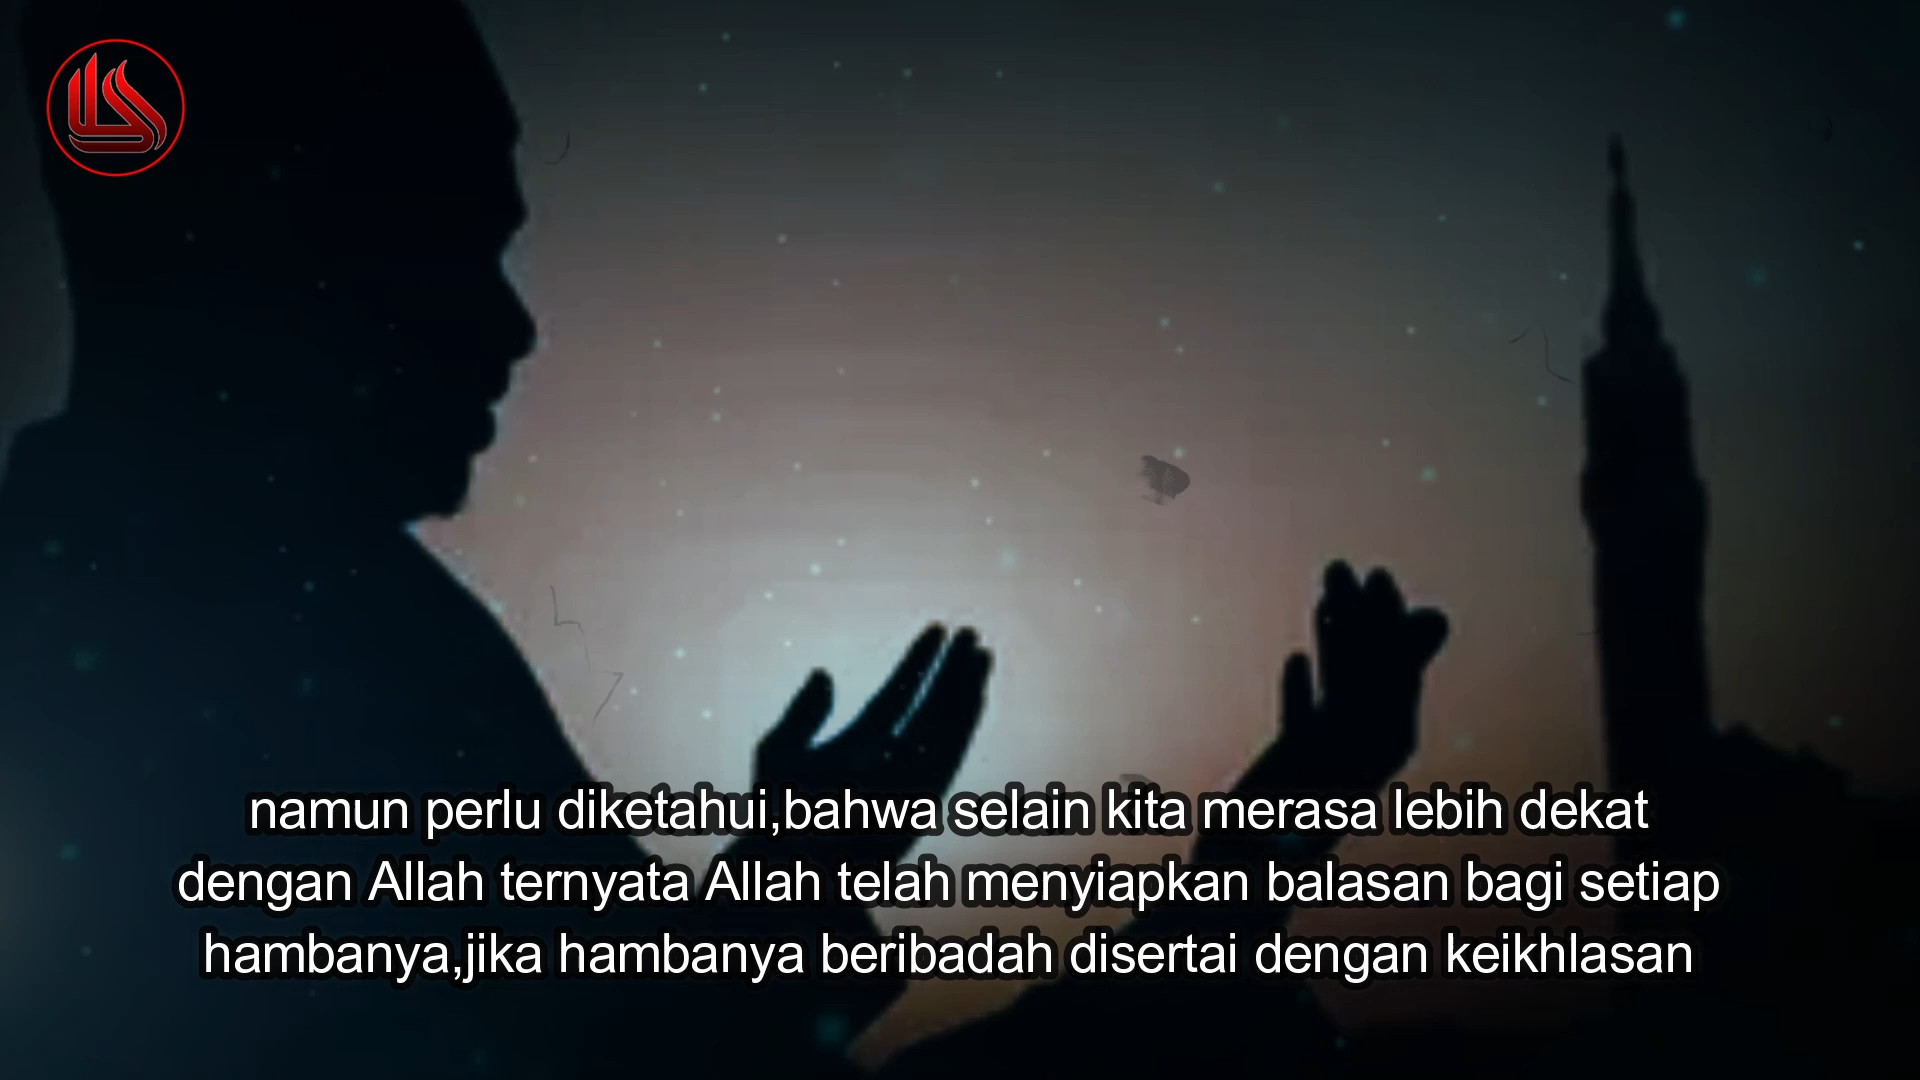 namun perlu diketahui,bahwa selain kita merasa lebih dekat
dengan Allah ternyata Allah telah menyiapkan balasan bagi setiap
hambanya,jika hambanya beribadah disertai dengan keikhlasan